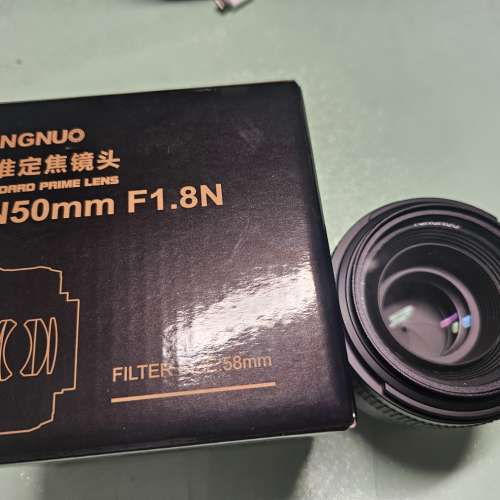 NGNUO
准定焦镜头
DARD PRIME LENS
N50mm F1.8N
FILTER 58mm